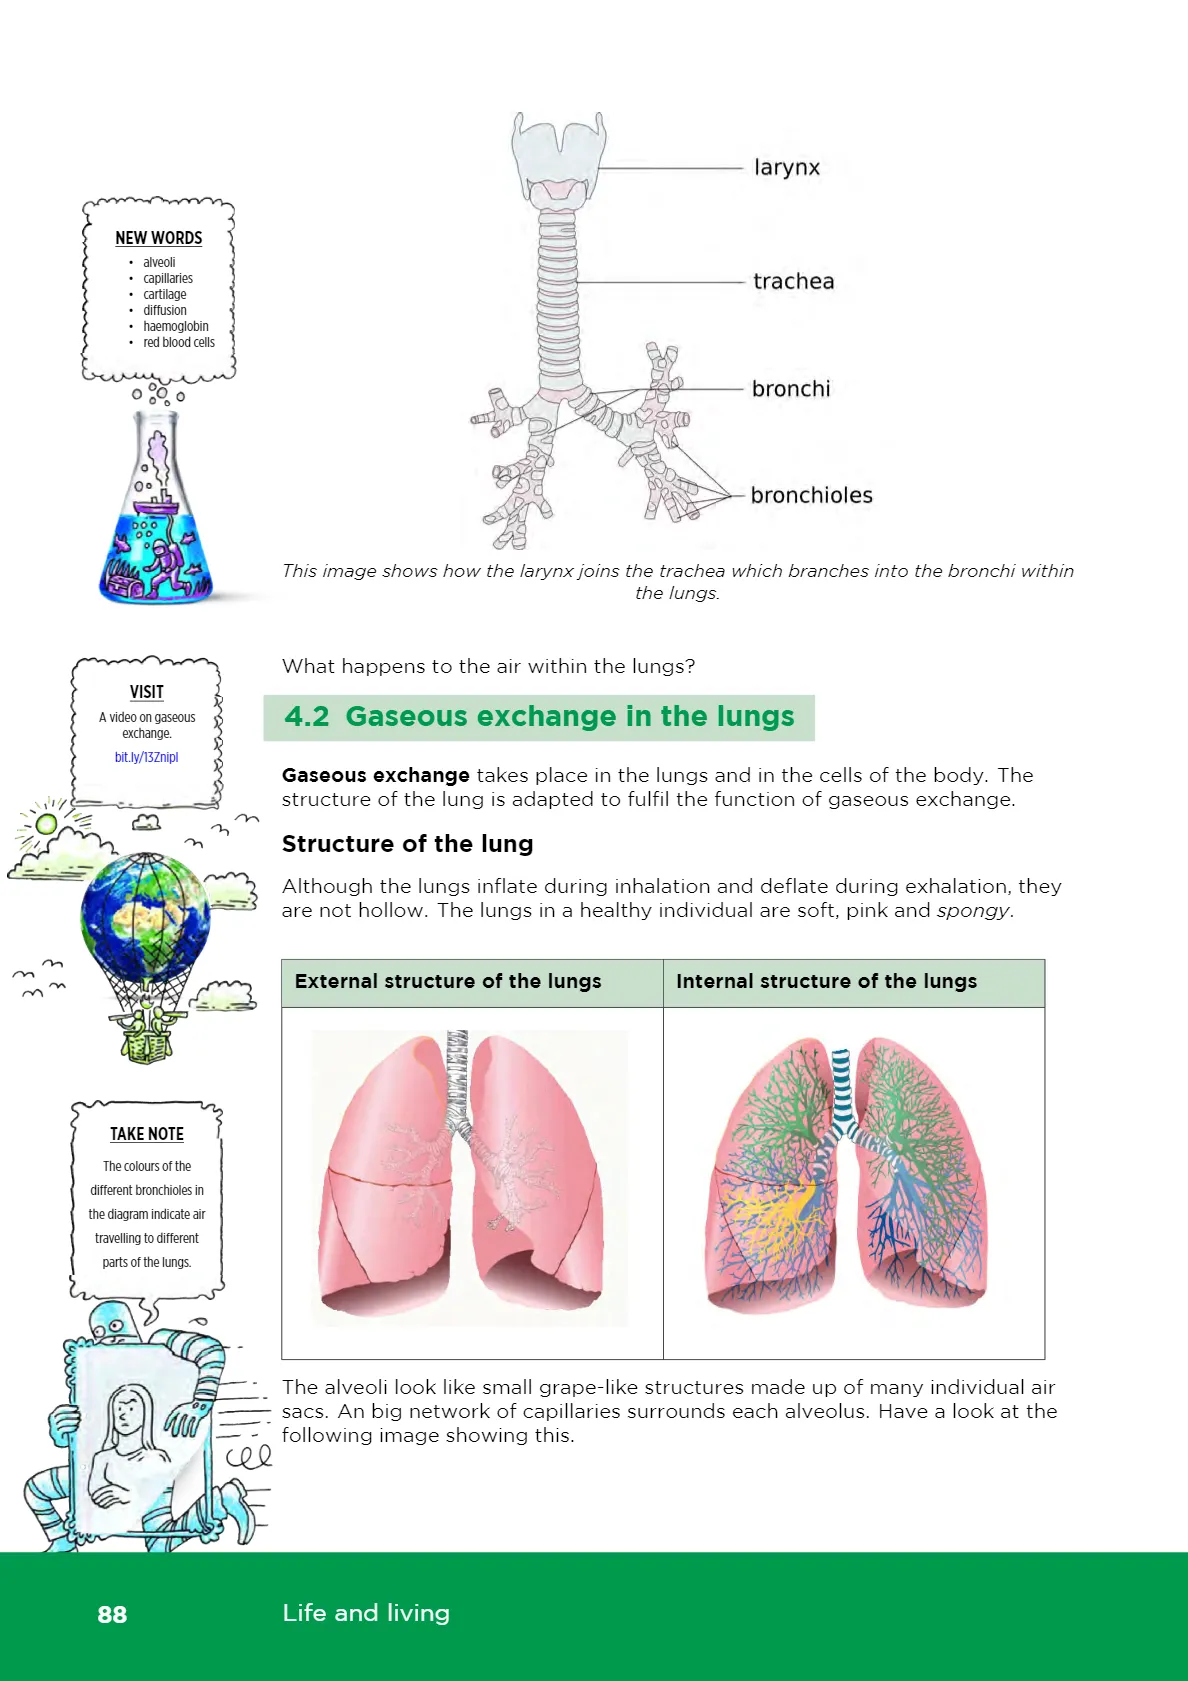 larynx
trachea
bronchi
bronchioles
This image shows how the larynx joins the trachea which branches into the bronchi within
the lungs.
NEW WORDS
• alveoli
• capillaries
• cartilage
• diffusion
• haemoglobin
• red blood cells
What happens to the air within the lungs?
VISIT
A video on gaseous
exchange.
bit.ly/13ZnipI
4.2 Gaseous exchange in the lungs
Gaseous exchange takes place in the lungs and in the cells of the body. The
structure of the lung is adapted to fulfil the function of gaseous exchange.
Structure of the lung
Although the lungs inflate during inhalation and deflate during exhalation, they
are not hollow. The lungs in a healthy individual are soft, pink and spongy.
External structure of the lungs
Internal structure of the lungs
TAKE NOTE
The colours of the
different bronchioles in
the diagram indicate air
travelling to different
parts of the lungs.
The alveoli look like small grape-like structures made up of many individual air
sacs. An big network of capillaries surrounds each alveolus. Have a look at the
following image showing this.
88
Life and living